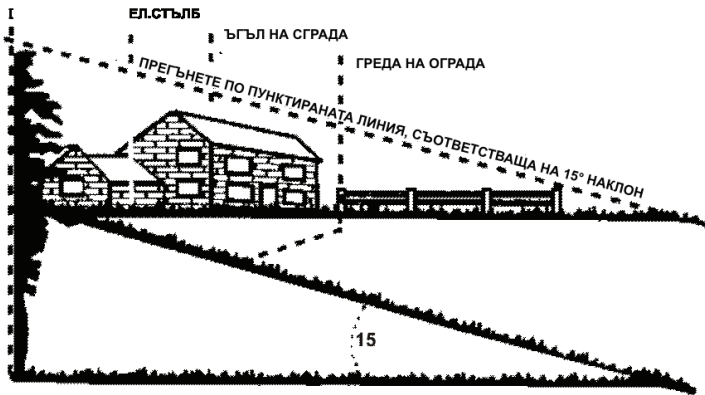 I
ЕЛ.СТЪЛБ
ЪГЪЛ НА СГРАДА
ГРЕДА НА ОГРАДА
ПРЕГЪНЕТЕ ПО ПУНКТИРАНАТА ЛИНИЯ, СЪОТВЕТСТВАЩА НА 15° НАКЛОН
15